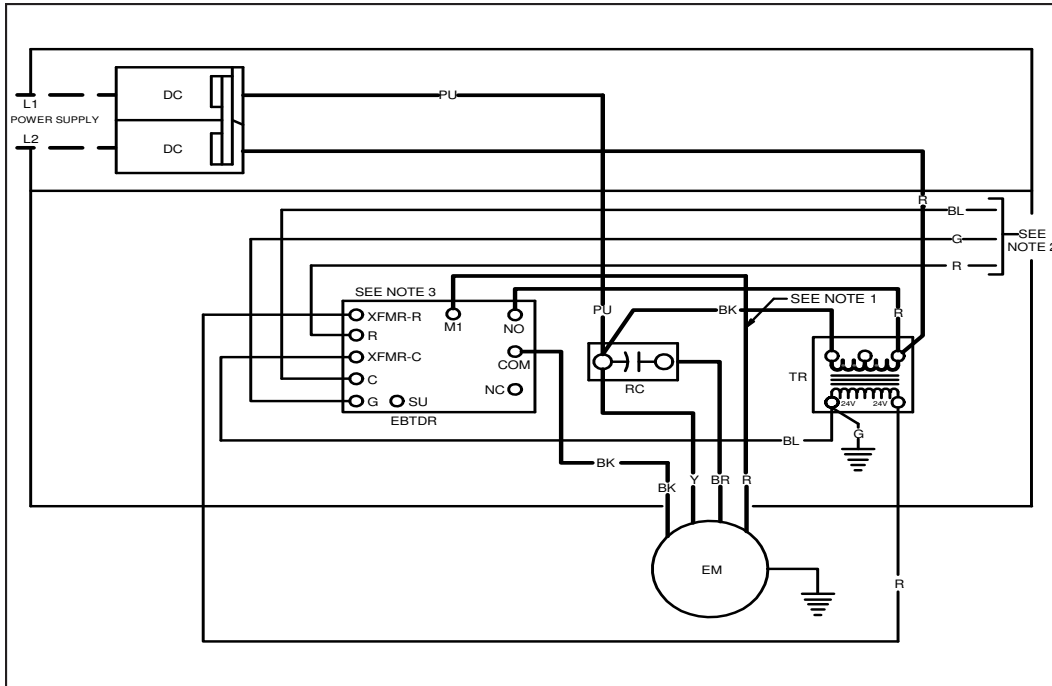 DC
PU
L1
POWER SUPPLY
L2
DC
R
BL
SEE
NOTE 2
G
R
SEE NOTE 3
SEE NOTE 1
XFMR-R
M1
NO
PU
BK
R
R
XFMR-C
COM
TR
C
NC
RC
G
SU
24V
24V
EBTDR
BL
G
BK
BK
Y
BR
R
EM
R